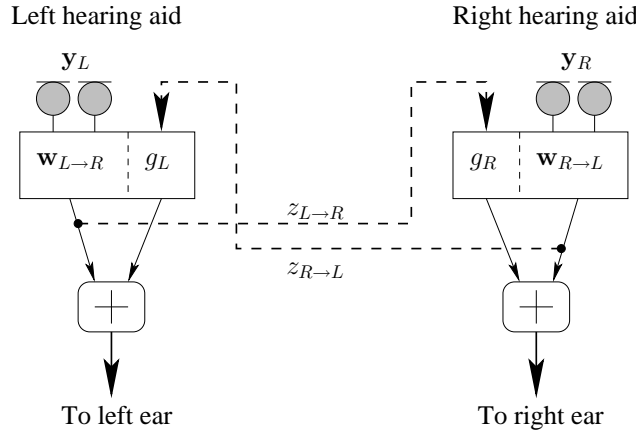 Left hearing aid
Right hearing aid
y_L
y_R
w_{L→R}
g_L
g_R
w_{R→L}
z_{L→R}
z_{R→L}
+
+
To left ear
To right ear